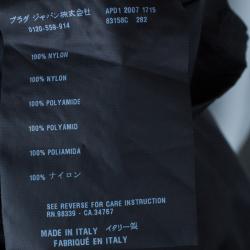 プラダ ジャパン株式会社 APD1 2007 1715
0120-559-914 83158C 282
100% NYLON
100% NYLON
100% POLYAMIDE
100% POLYAMID
100% POLIAMIDA
100% ナイロン
SEE REVERSE FOR CARE INSTRUCTION
RN.98339 - CA.34767
MADE IN ITALY イタリー製
FABRIQUÉ EN ITALY